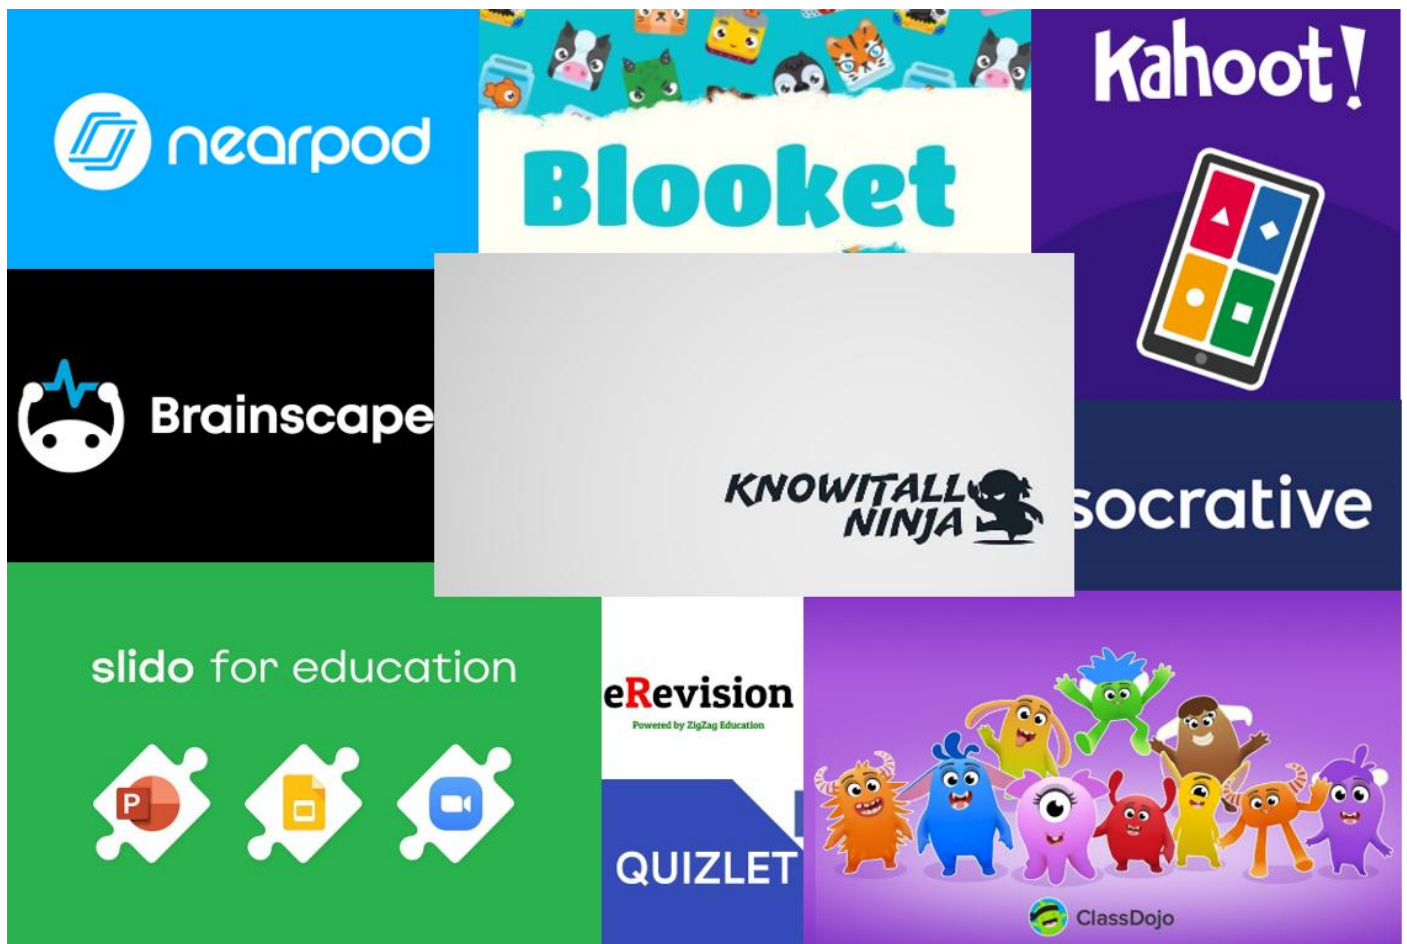 nearpod
Blooket
Kahoot!
Brainscape
KNOWITALL
NINJA
socrative
slido for education
P
eRevision
Powered by ZigZag Education
QUIZLET
ClassDojo